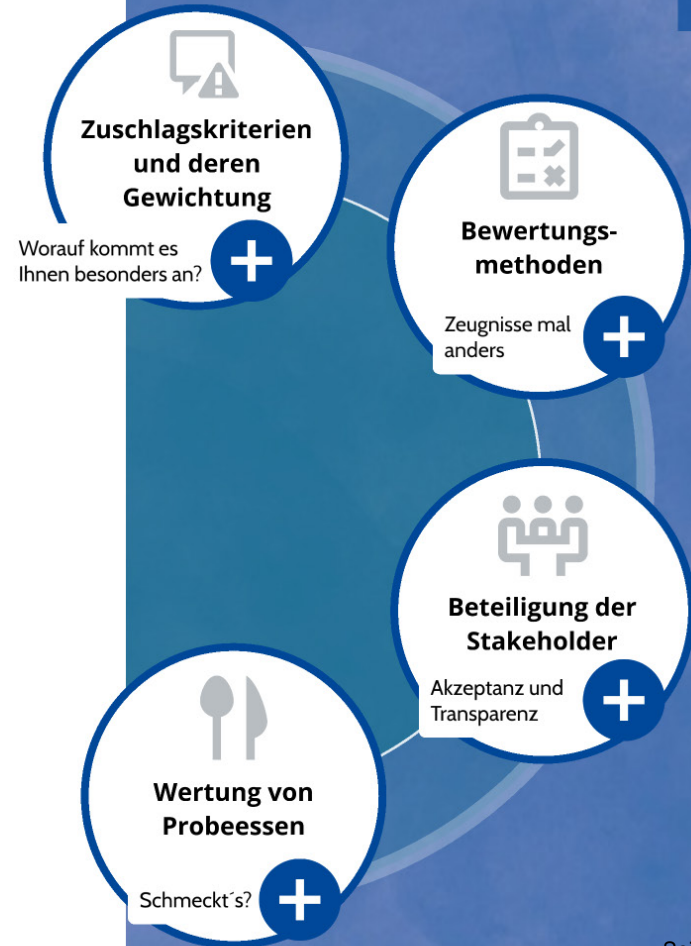 Zuschlagskriterien
und deren
Gewichtung
Worauf kommt es
Ihnen besonders an?
Bewertungs-
methoden
Zeugnisse mal
anders
Beteiligung der
Stakeholder
Akzeptanz und
Transparenz
Wertung von
Probeessen
Schmeckt´s?